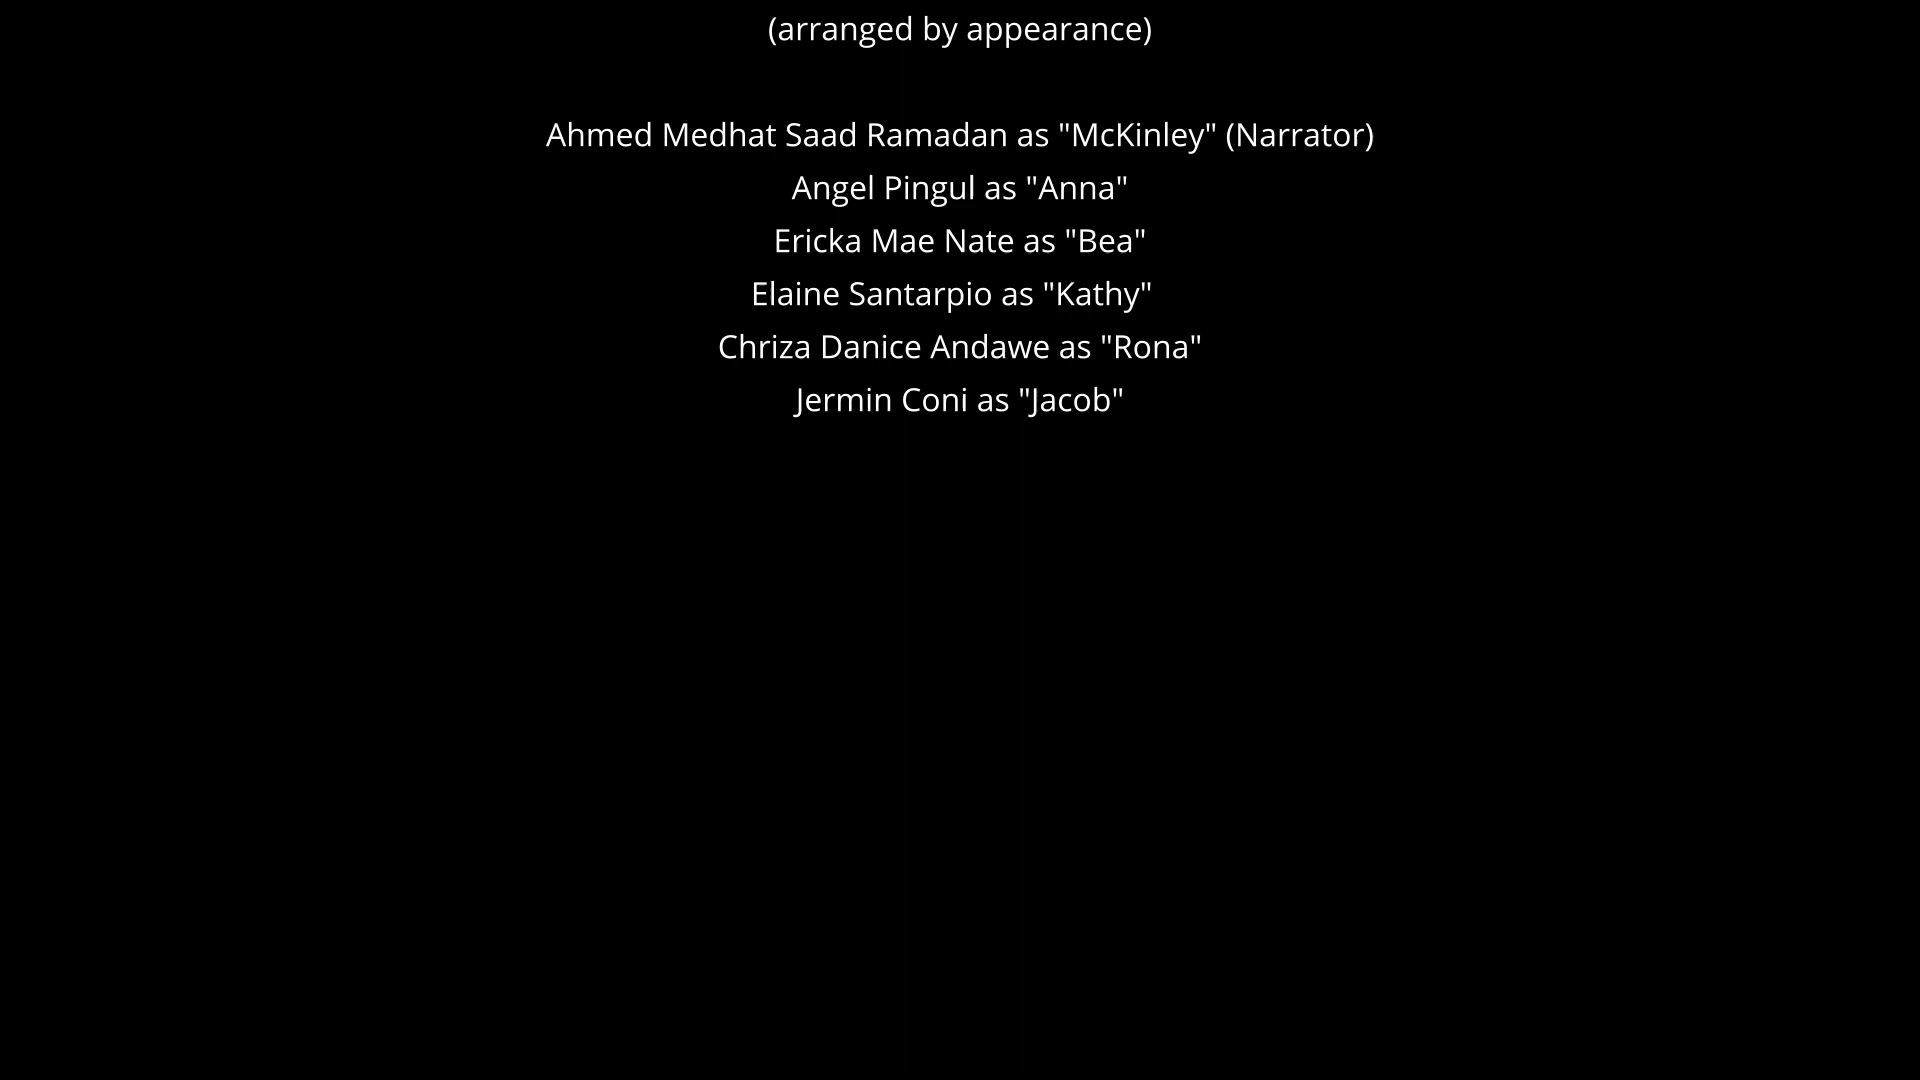 (arranged by appearance)
Ahmed Medhat Saad Ramadan as "McKinley" (Narrator)
Angel Pingul as "Anna"
Ericka Mae Nate as "Bea"
Elaine Santarpio as "Kathy"
Chriza Danice Andawe as "Rona"
Jermin Coni as "Jacob"